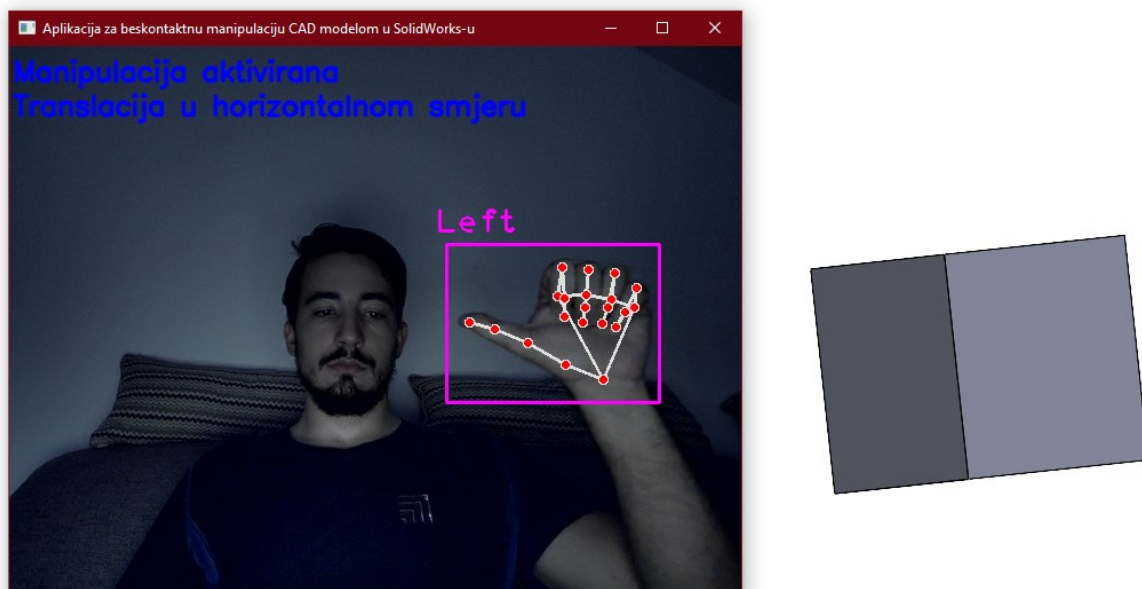 Aplikacija za beskontaktnu manipulaciju CAD modelom u SolidWorks-u
Manipulacija aktivirana
Translacija u horizontalnom smjeru
Left